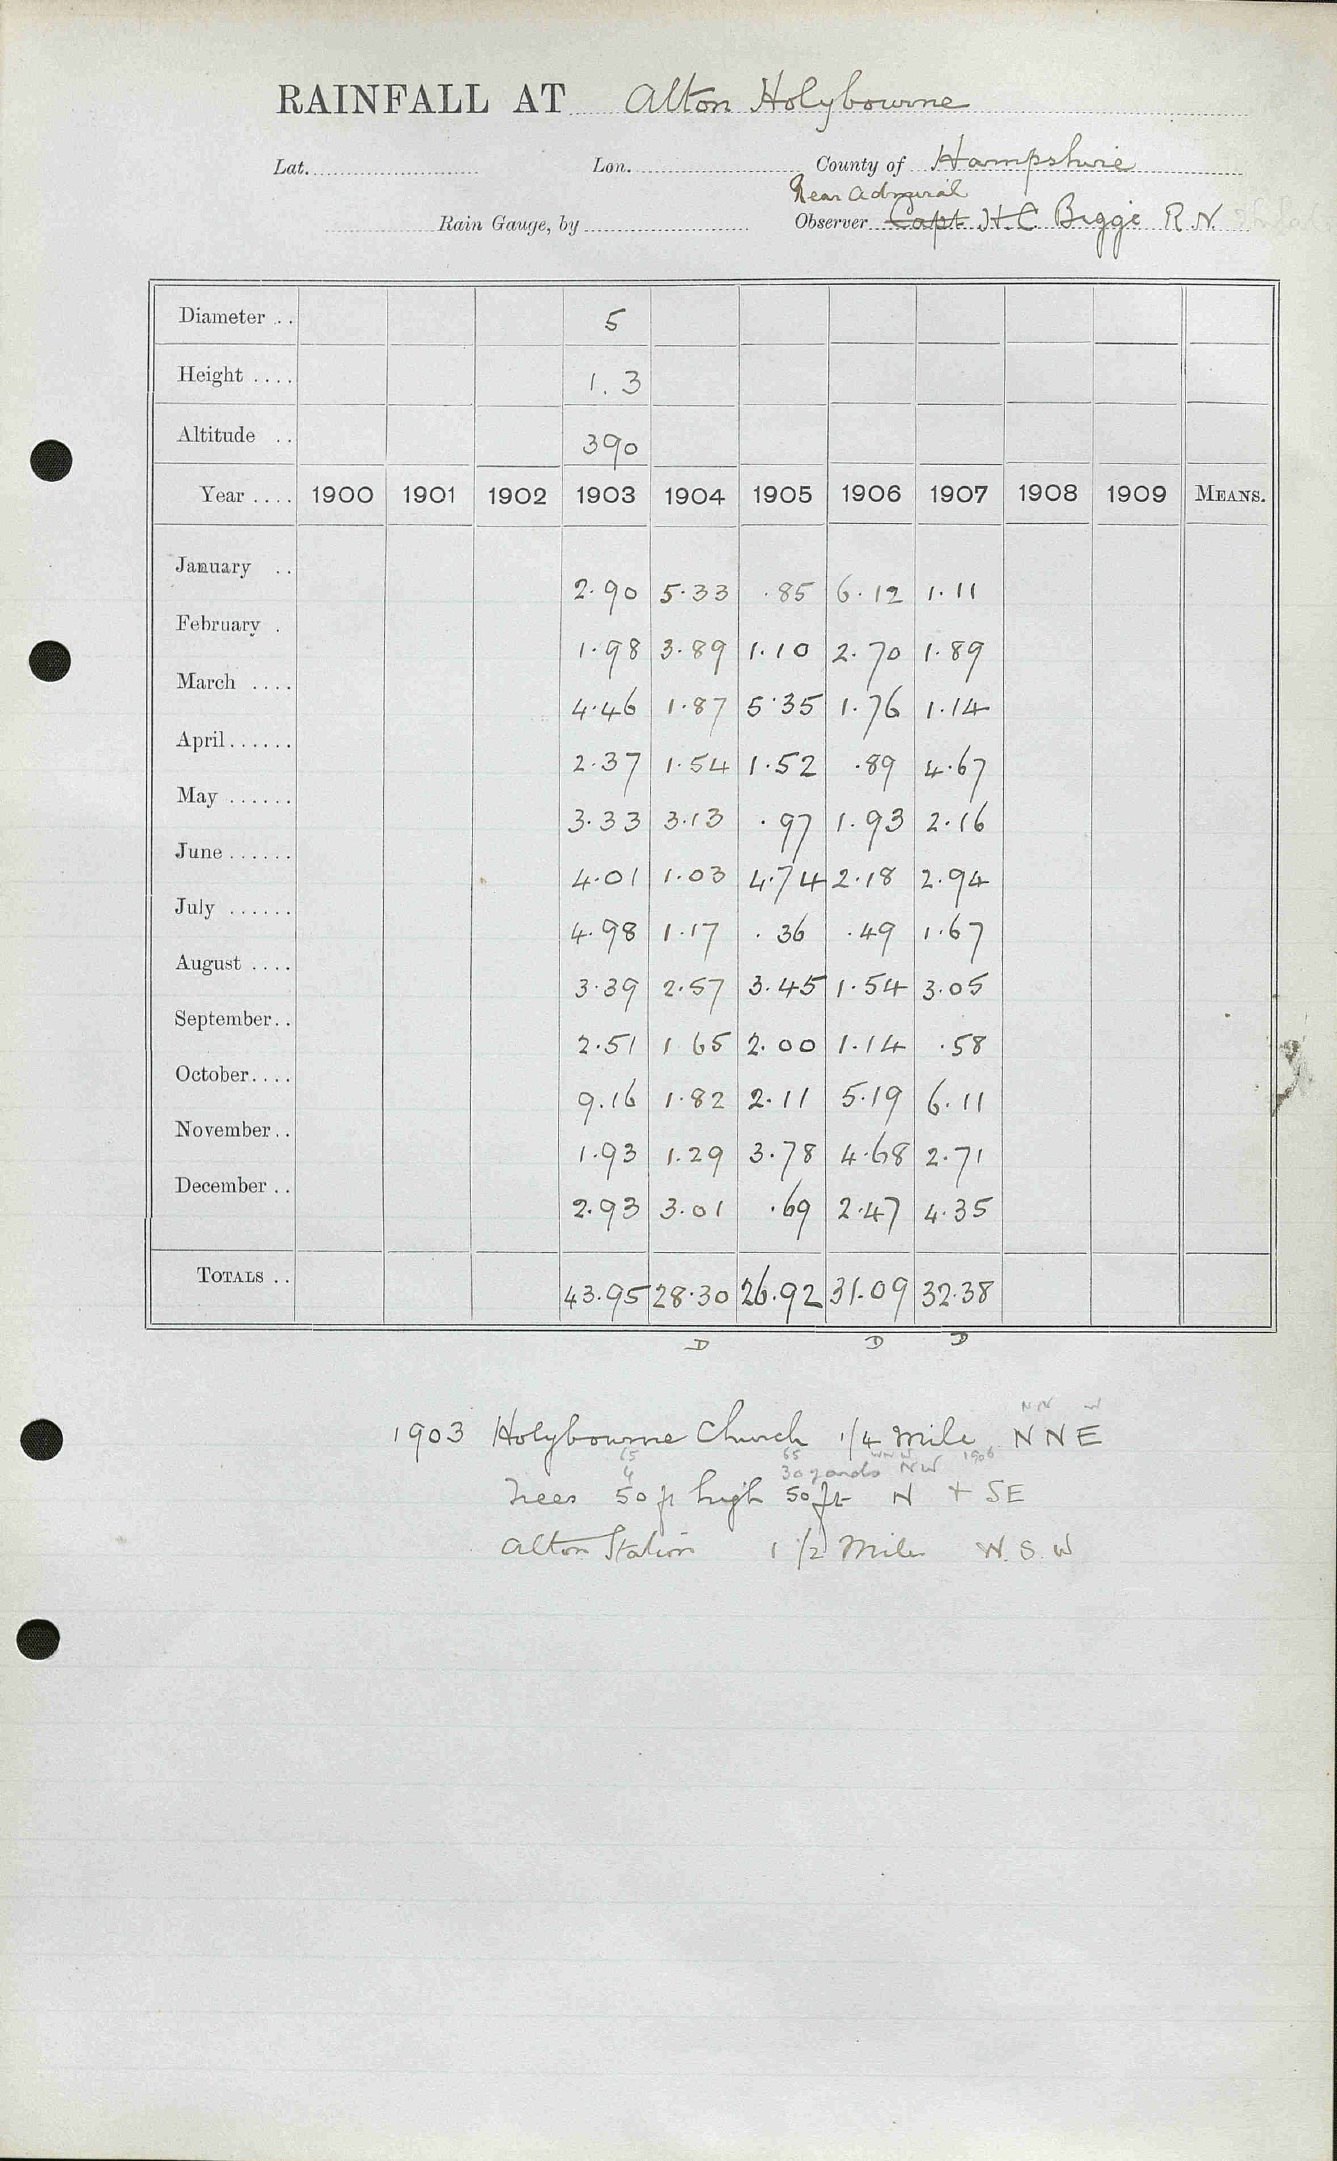 RAINFALL AT Alton Holybourne
Lat. Lon. County of Hampshire
Rear Admiral
Rain Gauge, by Observer Capt H.C. Bigge R N
Diameter .. 5
Height .... 1.3
Altitude .. 390
Year .... 1900 1901 1902 1903 1904 1905 1906 1907 1908 1909 MEANS.
January .. 2.90 5.33 .85 6.12 1.11
February . 1.98 3.89 1.10 2.70 1.89
March .... 4.46 1.87 5.35 1.76 1.14
April...... 2.37 1.54 1.52 .89 4.67
May ...... 3.33 3.13 .97 1.93 2.16
June...... 4.01 1.03 4.74 2.18 2.94
July ...... 4.98 1.17 .36 .49 1.67
August .... 3.39 2.57 3.45 1.54 3.05
September.. 2.51 1 65 2.00 1.14 .58
October.... 9.16 1.82 2.11 5.19 6.11
November.. 1.93 1.29 3.78 4.68 2.71
December .. 2.93 3.01 .69 2.47 4.35
TOTALS .. 43.95 28.30 26.92 31.09 32.38
D D D
1903 Holybourne Church 1/4 Mile N N E
65 65 WNW
30 yards NW 1906
Trees 50 ft high 50 ft N + SE
Alton Station 1 1/2 Miles W. S. W